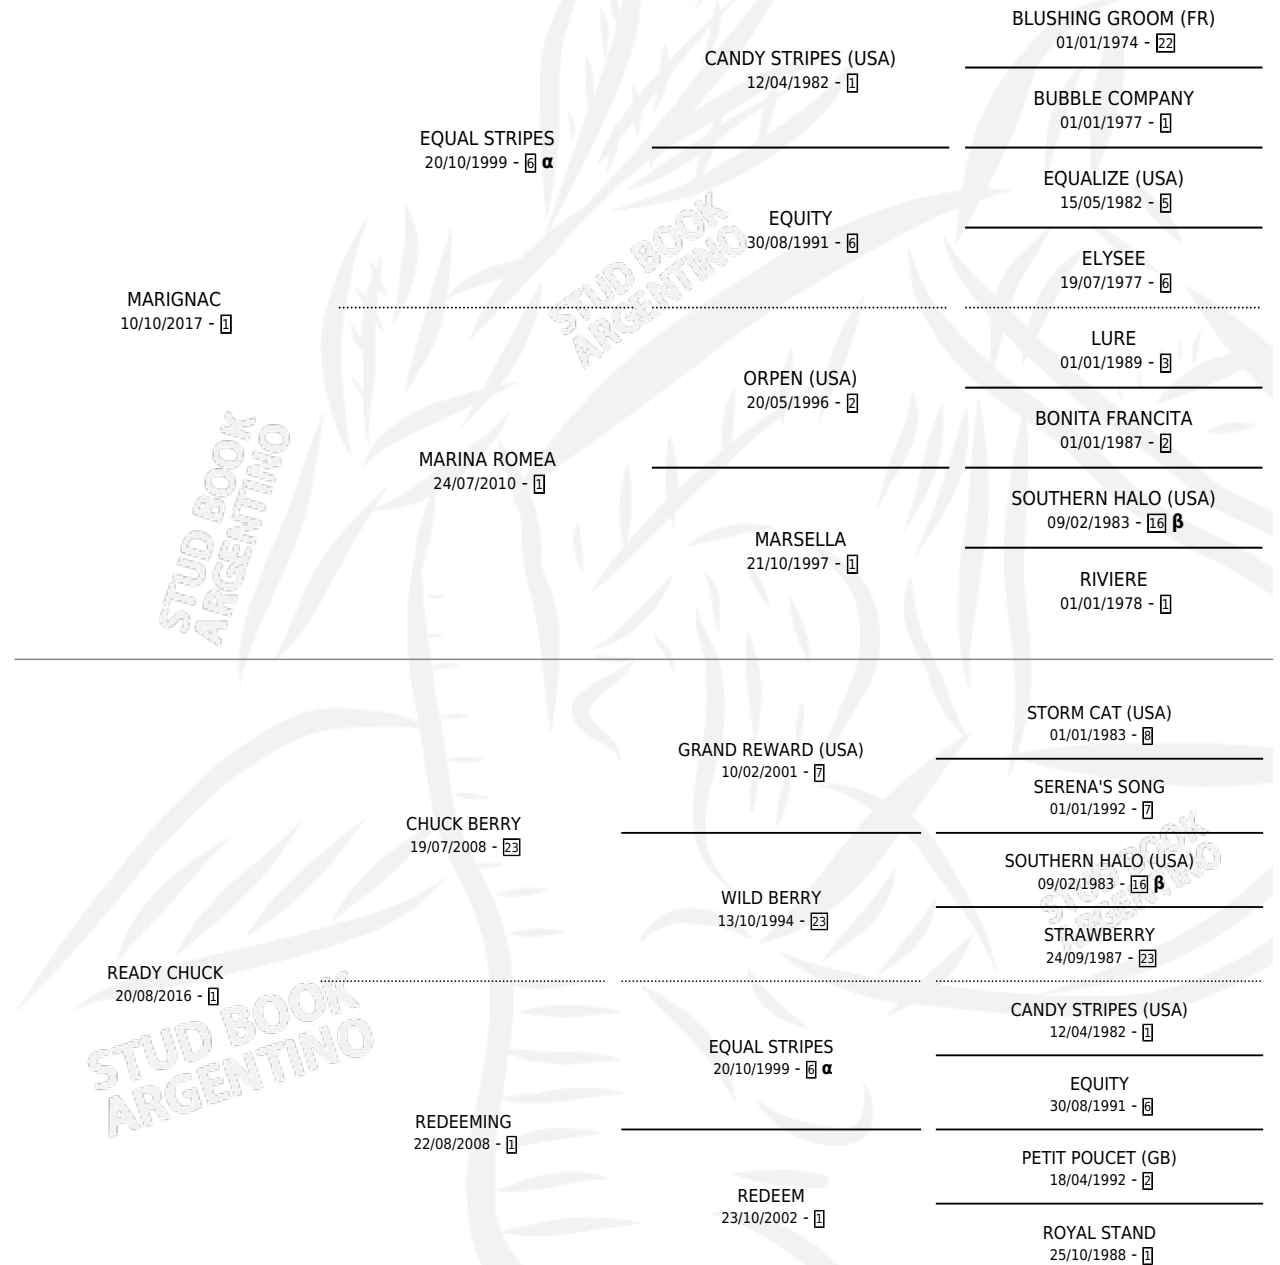 BLUSHING GROOM (FR)
01/01/1974 - 22
CANDY STRIPES (USA)
12/04/1982 - 1
BUBBLE COMPANY
01/01/1977 - 1
EQUAL STRIPES
20/10/1999 - 6 α
EQUALIZE (USA)
15/05/1982 - 5
EQUITY
30/08/1991 - 6
ELYSEE
19/07/1977 - 6
MARIGNAC
10/10/2017 - 1
LURE
01/01/1989 - 3
ORPEN (USA)
20/05/1996 - 2
BONITA FRANCITA
01/01/1987 - 2
MARINA ROMEA
24/07/2010 - 1
SOUTHERN HALO (USA)
09/02/1983 - 16 β
MARSELLA
21/10/1997 - 1
RIVIERE
01/01/1978 - 1
STORM CAT (USA)
01/01/1983 - 8
GRAND REWARD (USA)
10/02/2001 - 7
SERENA'S SONG
01/01/1992 - 7
CHUCK BERRY
19/07/2008 - 23
SOUTHERN HALO (USA)
09/02/1983 - 16 β
WILD BERRY
13/10/1994 - 23
STRAWBERRY
24/09/1987 - 23
READY CHUCK
20/08/2016 - 1
CANDY STRIPES (USA)
12/04/1982 - 1
EQUAL STRIPES
20/10/1999 - 6 α
EQUITY
30/08/1991 - 6
REDEEMING
22/08/2008 - 1
PETIT POUCET (GB)
18/04/1992 - 2
REDEEM
23/10/2002 - 1
ROYAL STAND
25/10/1988 - 1
STUD BOOK
ARGENTINO
STUD BOOK
ARGENTINO
STUD BOOK
ARGENTINO
STUD BOOK
ARGENTINO